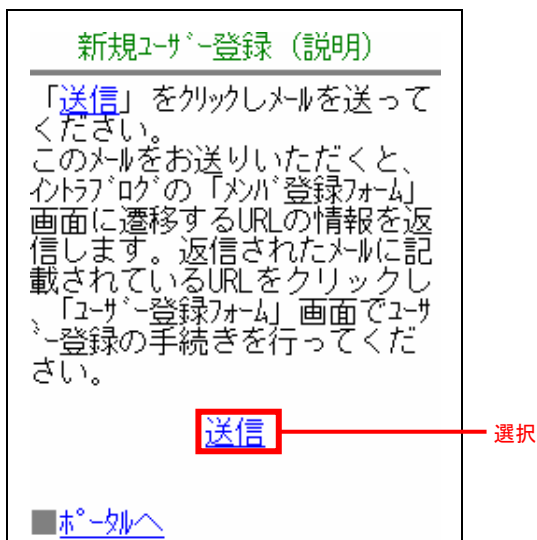 新規ﾕｰｻﾞｰ登録（説明）
「送信」をｸﾘｯｸしﾒｰﾙを送って
ください。
このﾒｰﾙをお送りいただくと、
ｲﾝﾄﾗﾌﾞﾛｸﾞの「ﾒﾝﾊﾞ登録ﾌｫｰﾑ」
画面に遷移するURLの情報を返
信します。返信されたﾒｰﾙに記
載されているURLをクリックし
、「ﾕｰｻﾞｰ登録ﾌｫｰﾑ」画面でﾕｰｻ
ﾞｰ登録の手続きを行ってくだ
さい。
送信
選択
■ﾎﾟｰﾀﾙへ